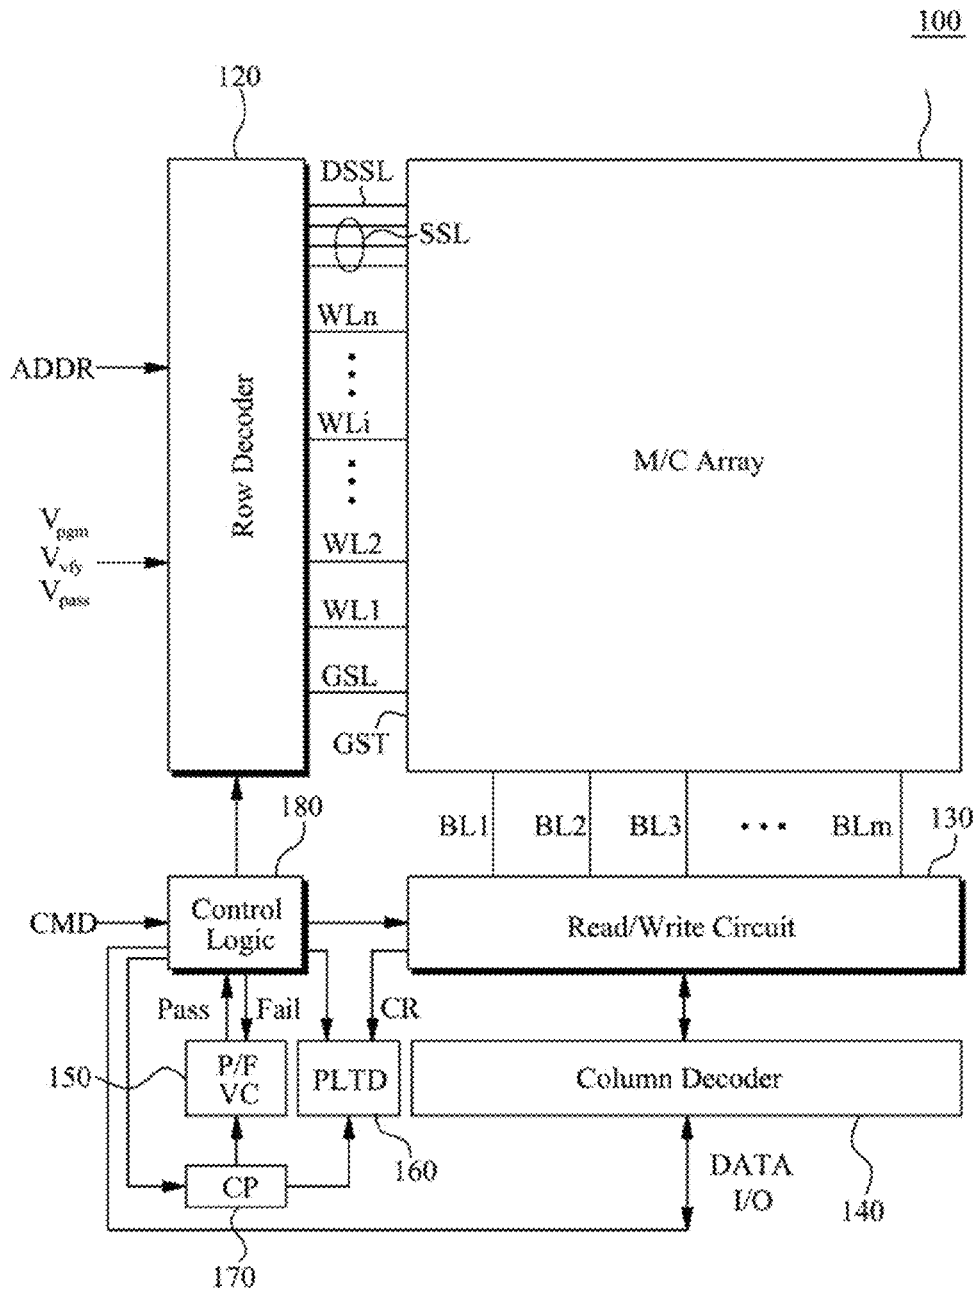 100
120
DSSL
SSL
WLn
ADDR
WLi
Row Decoder
M/C Array
Vpgm
Vvfy
Vpass
WL2
WL1
GSL
GST
180
BL1
BL2
BL3
BLm
130
CMD
Control
Logic
Read/Write Circuit
Pass
Fail
CR
150
P/F
VC
PLTD
Column Decoder
160
CP
DATA
I/O
140
170